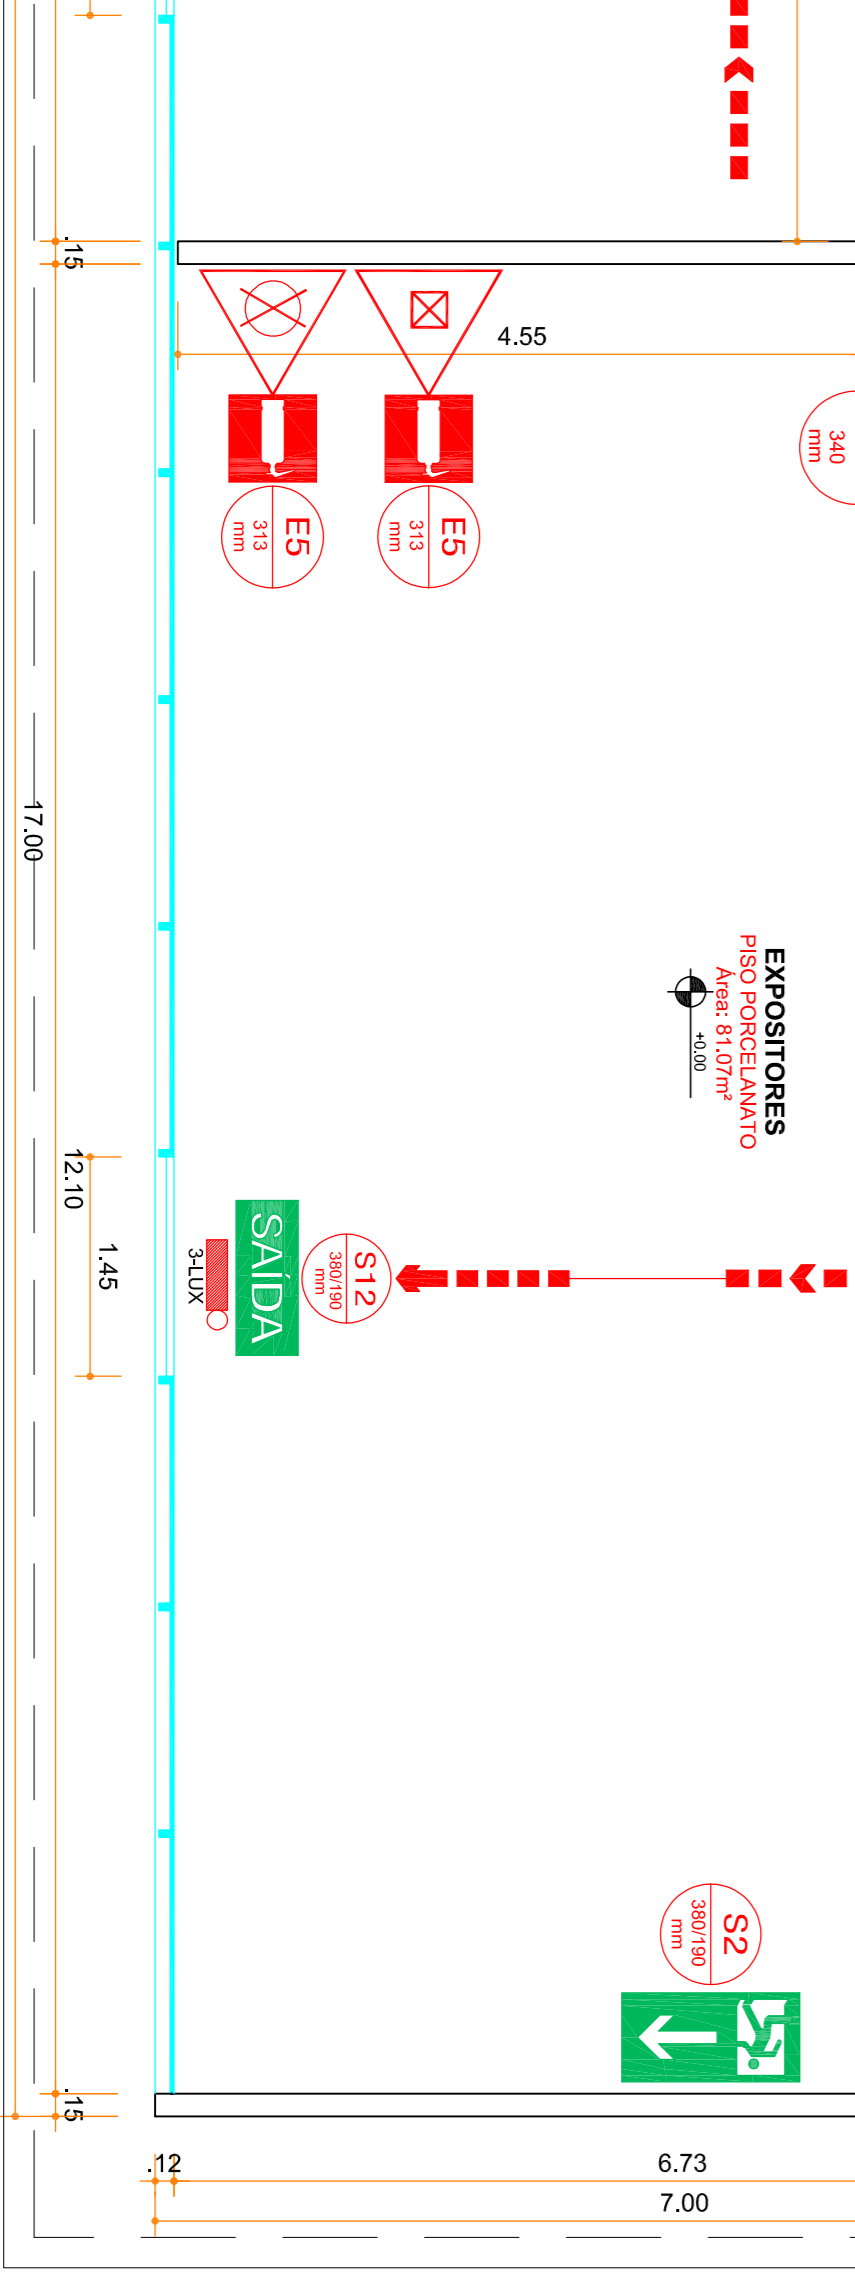 .15
4.55
340
mm
E5
313
mm
E5
313
mm
17.00
EXPOSITORES
PISO PORCELANATO
Área: 81.07m²
+0.00
12.10
1.45
3-LUX
SAÍDA
S12
380/190
mm
S2
380/190
mm
.15
.12
6.73
7.00